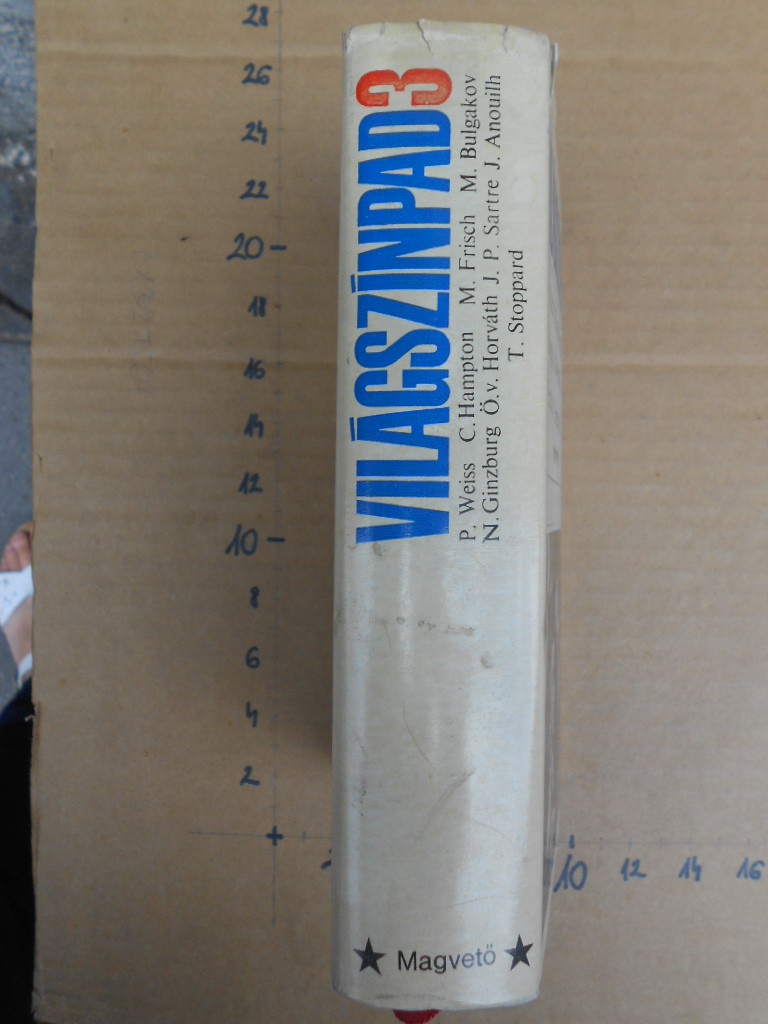 VILÁGSZÍNPAD3
P. Weiss C. Hampton M. Frisch M. Bulgakov
N. Ginzburg Ö.v. Horváth J. P. Sartre J. Anouilh
T. Stoppard
★ Magvető ★
28
26
24
22
20
18
16
14
12
10
8
6
4
2
10 12 14 16